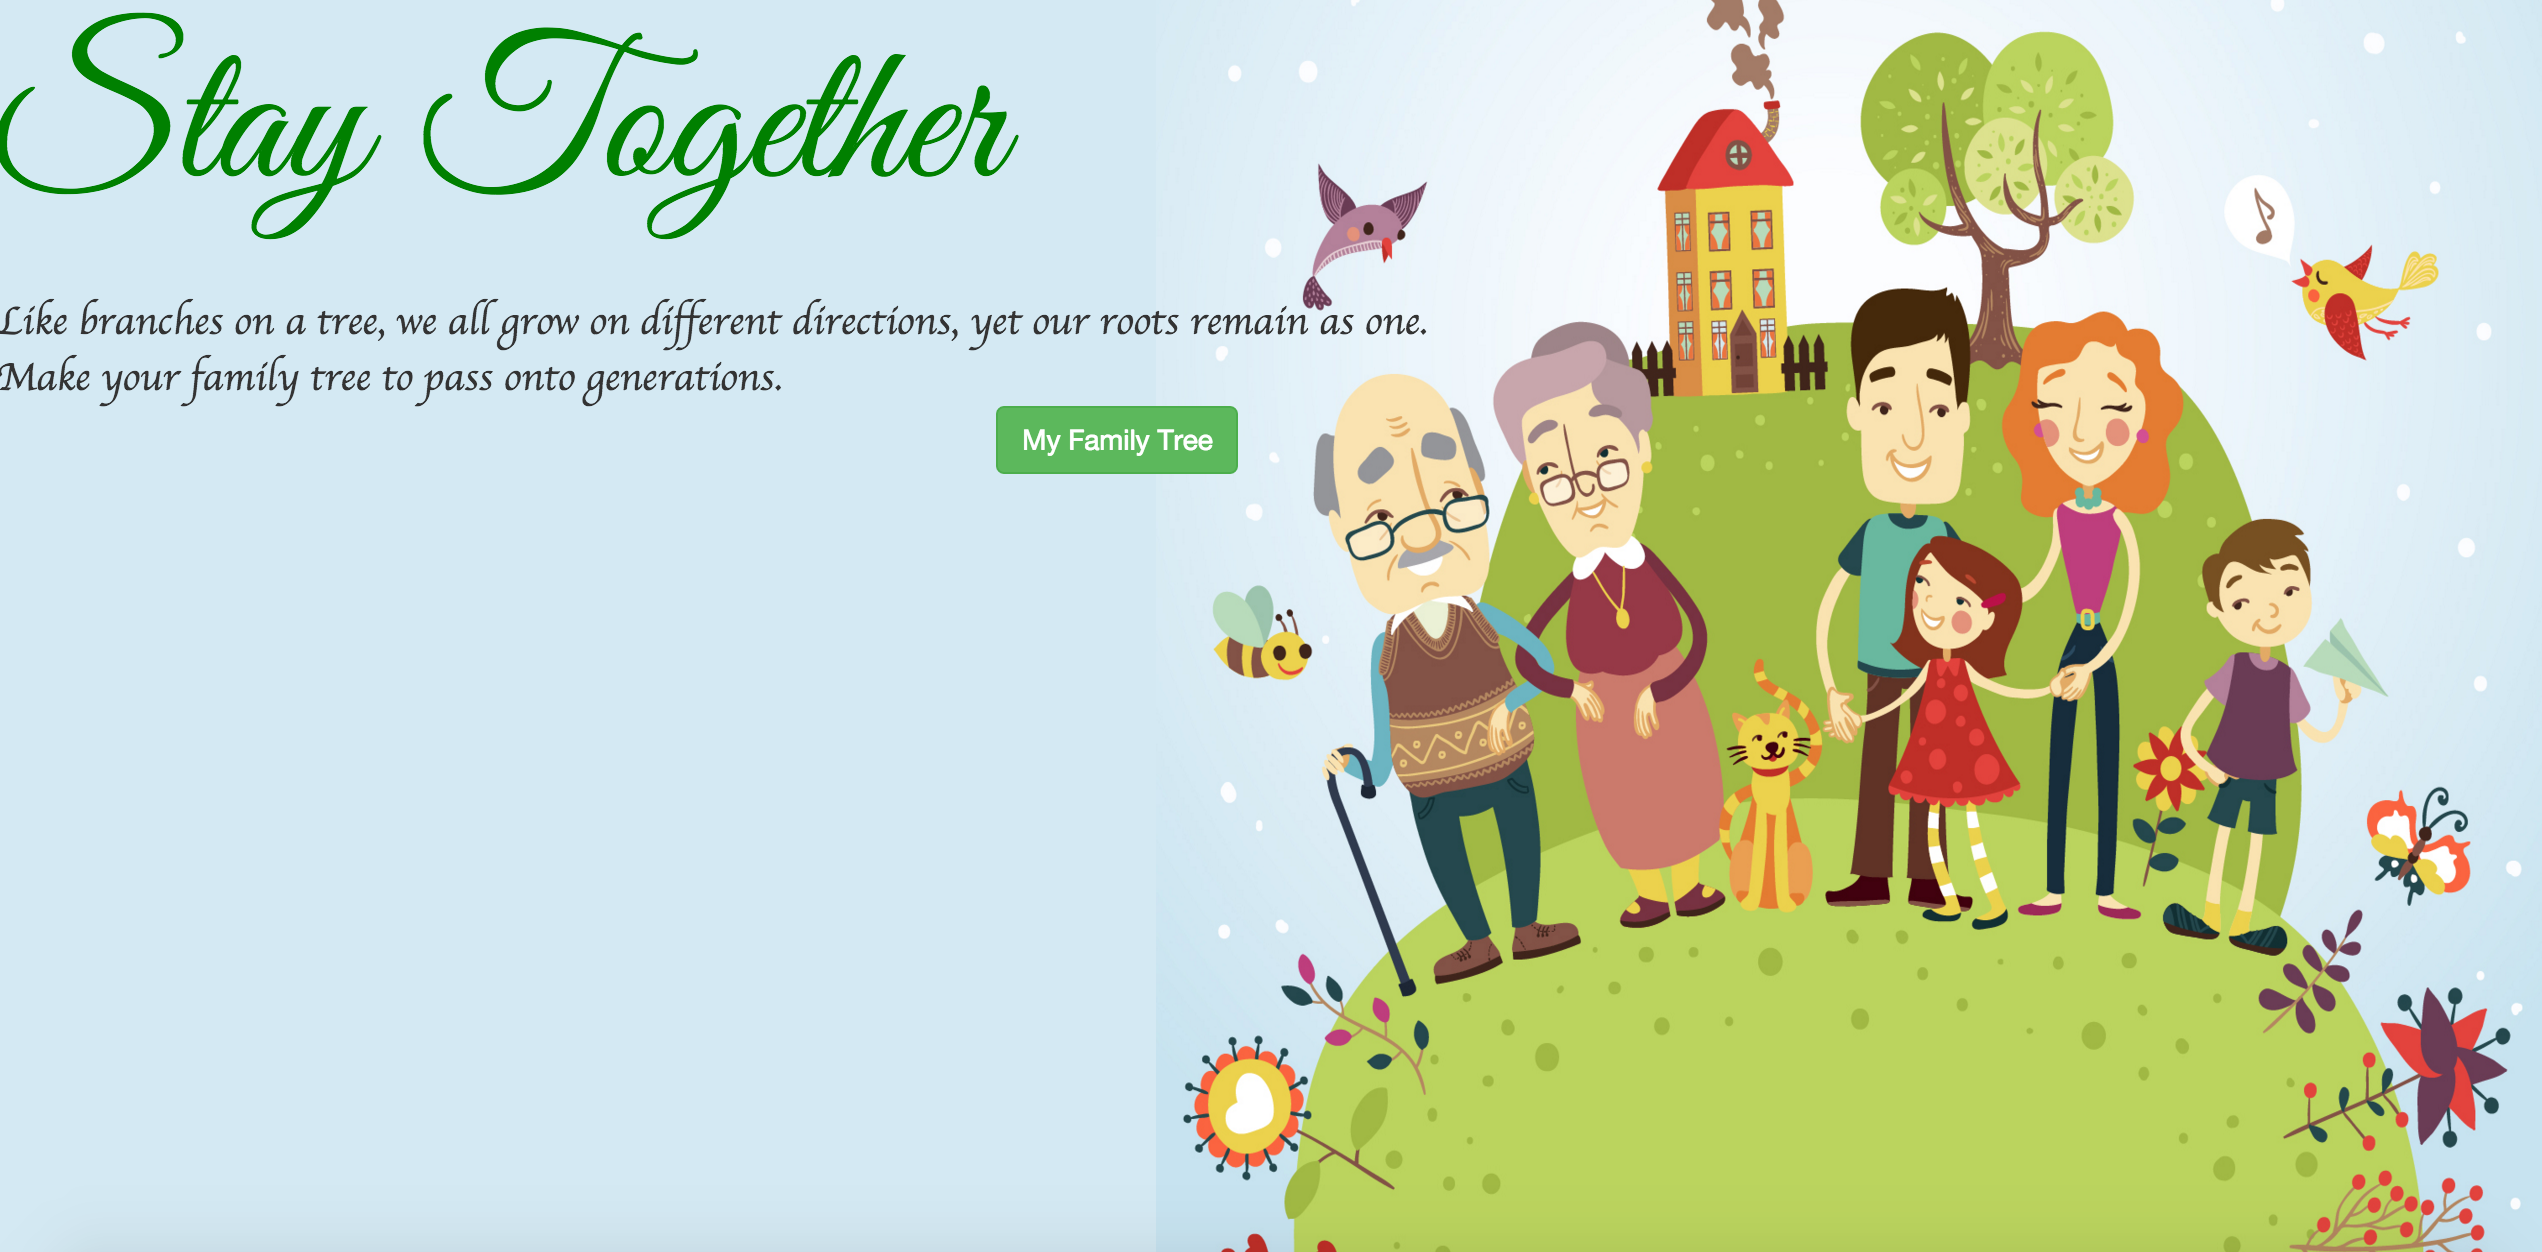 Stay Together
Like branches on a tree, we all grow on different directions, yet our roots remain as one.
Make your family tree to pass onto generations.
My Family Tree